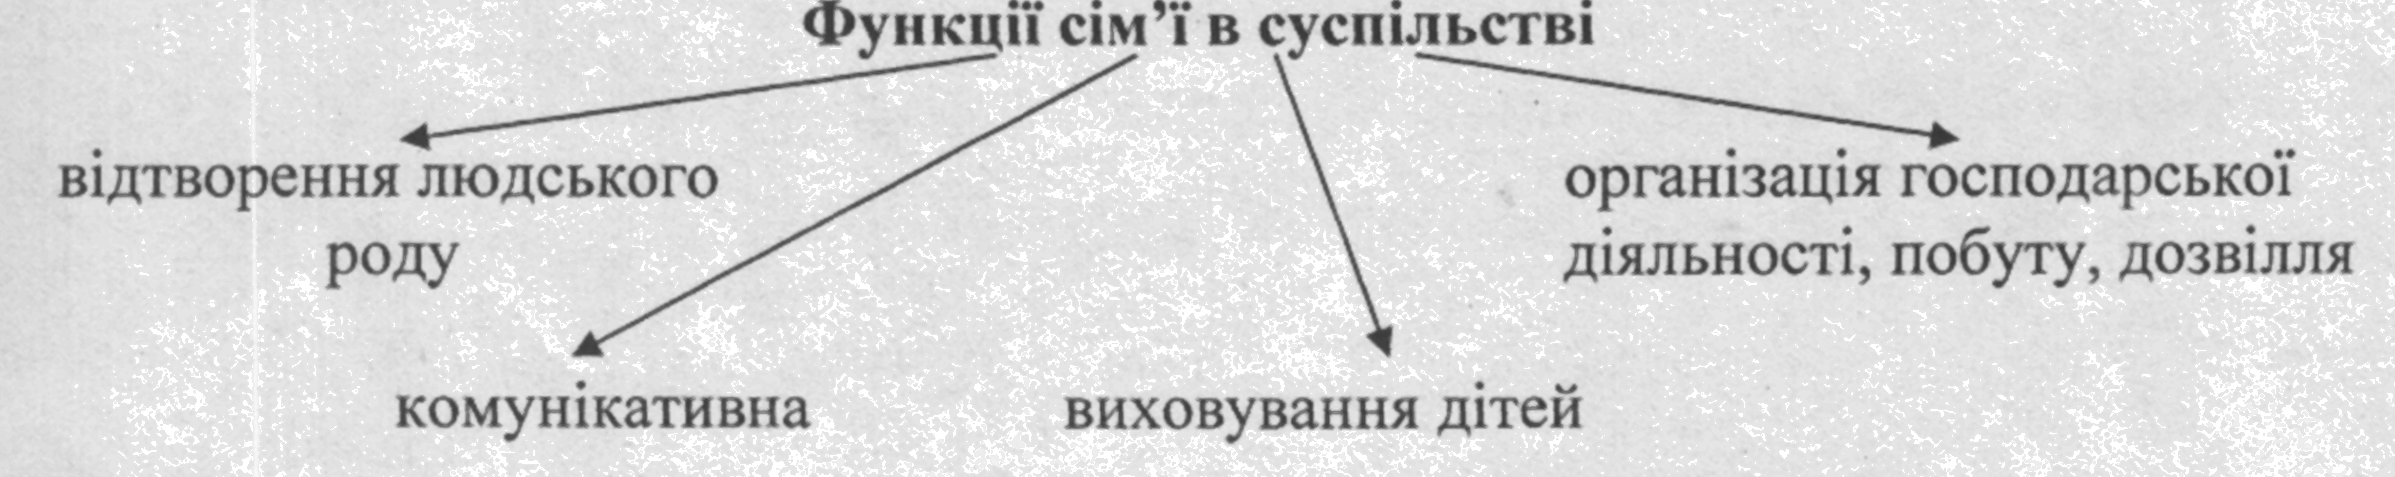 Функції сім’ї в суспільстві
відтворення людського
роду
організація господарської
діяльності, побуту, дозвілля
комунікативна
виховування дітей